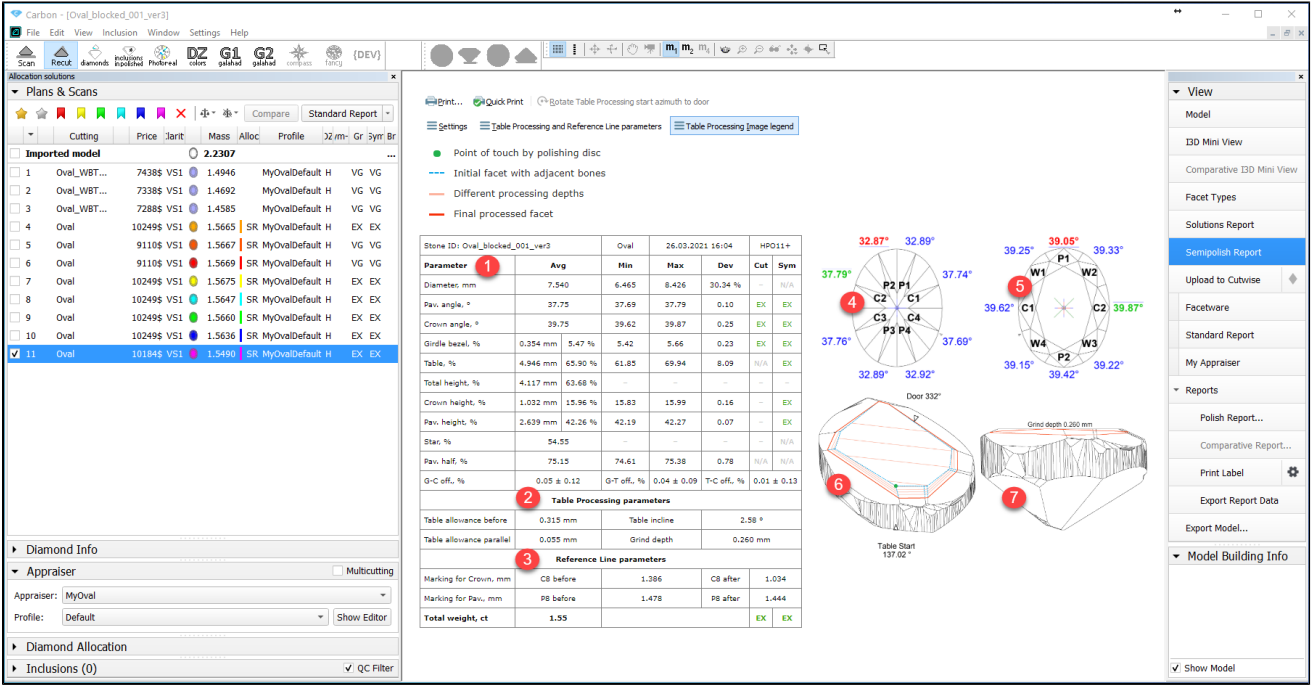 Carbon - [Oval_blocked_001_ver3]
File Edit View Inclusion Window Settings Help
Scan Recut diamonds inclusions inpolished Photoreal DZ colors G1 galahad G2 galahad compass fancy {DEV} m1 m2 m4
Allocation solutions
Plans & Scans
Compare Standard Report
Cutting Price Clarit Mass Alloc Profile Gr Sym Br
Imported model 2.2307 ...
1 Oval_WBT... 7438$ VS1 1.4946 MyOvalDefault H VG VG
2 Oval_WBT... 7338$ VS1 1.4692 MyOvalDefault H VG VG
3 Oval_WBT... 7288$ VS1 1.4585 MyOvalDefault H VG VG
4 Oval 10249$ VS1 1.5665 SR MyOvalDefault H EX EX
5 Oval 9110$ VS1 1.5667 SR MyOvalDefault H VG VG
6 Oval 9110$ VS1 1.5669 SR MyOvalDefault H VG VG
7 Oval 10249$ VS1 1.5675 SR MyOvalDefault H EX EX
8 Oval 10249$ VS1 1.5647 SR MyOvalDefault H EX EX
9 Oval 10249$ VS1 1.5660 SR MyOvalDefault H EX EX
10 Oval 10249$ VS1 1.5636 SR MyOvalDefault H EX EX
11 Oval 10184$ VS1 1.5490 SR MyOvalDefault H EX EX
Diamond Info
Appraiser Multicutting
Appraiser: MyOval
Profile: Default Show Editor
Diamond Allocation
Inclusions (0) QC Filter
Print... Quick Print Rotate Table Processing start azimuth to door
Settings Table Processing and Reference Line parameters Table Processing Image legend
Point of touch by polishing disc
Initial facet with adjacent bones
Different processing depths
Final processed facet
Stone ID: Oval_blocked_001_ver3 Oval 26.03.2021 16:04 HPO11+
Parameter 1 Avg Min Max Dev Cut Sym
Diameter, mm 7.540 6.465 8.426 30.34 % – N/A
Pav. angle, ° 37.75 37.69 37.79 0.10 EX EX
Crown angle, ° 39.75 39.62 39.87 0.25 EX EX
Girdle bezel, % 0.354 mm 5.47 % 5.42 5.66 0.23 EX EX
Table, % 4.946 mm 65.90 % 61.85 69.94 8.09 N/A EX
Total height, % 4.117 mm 63.68 % – – – – –
Crown height, % 1.032 mm 15.96 % 15.83 15.99 0.16 – EX
Pav. height, % 2.639 mm 42.26 % 42.19 42.27 0.07 – EX
Star, % 54.55 – – – – N/A
Pav. half, % 75.15 74.61 75.38 0.78 N/A N/A
G-C off., % 0.05 ± 0.12 G-T off., % 0.04 ± 0.09 T-C off., % 0.01 ± 0.13
2 Table Processing parameters
Table allowance before 0.315 mm Table incline 2.58 °
Table allowance parallel 0.055 mm Grind depth 0.260 mm
3 Reference Line parameters
Marking for Crown, mm C8 before 1.386 C8 after 1.034
Marking for Pav., mm P8 before 1.478 P8 after 1.444
Total weight, ct 1.55 EX EX
32.87° 32.89°
37.79° 37.74°
P2 P1
4 C2 C1
C3 C4
P3 P4
37.76° 37.69°
32.89° 32.92°
39.05°
39.25° 39.33°
P1
5 W1 W2
39.62° C1 C2 39.87°
W4 W3
P2
39.15° 39.22°
39.42°
Door 332°
6
Table Start
137.02 °
Grind depth 0.260 mm
7
View
Model
I3D Mini View
Comparative I3D Mini View
Facet Types
Solutions Report
Semipolish Report
Upload to Cutwise
Facetware
Standard Report
My Appraiser
Reports
Polish Report...
Comparative Report...
Print Label
Export Report Data
Export Model...
Model Building Info
Show Model